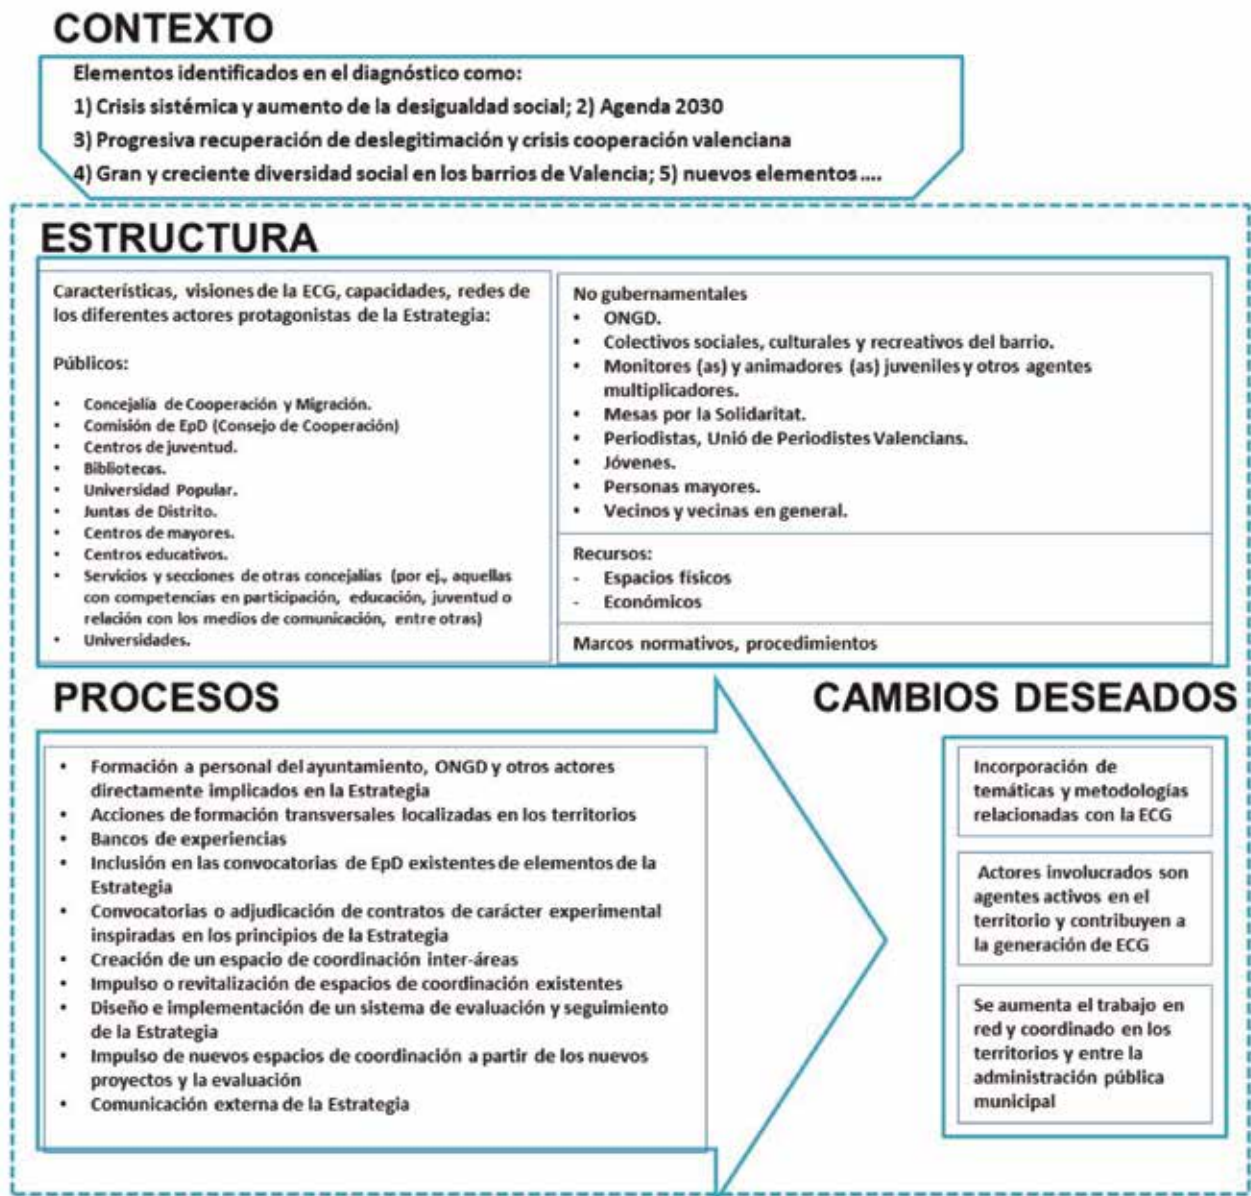 CONTEXTO
Elementos identificados en el diagnóstico como:
1) Crisis sistémica y aumento de la desigualdad social; 2) Agenda 2030
3) Progresiva recuperación de deslegitimación y crisis cooperación valenciana
4) Gran y creciente diversidad social en los barrios de Valencia; 5) nuevos elementos ....
ESTRUCTURA
Características, visiones de la ECG, capacidades, redes de
los diferentes actores protagonistas de la Estrategia:
Públicos:
• Concejalía de Cooperación y Migración.
• Comisión de EpD (Consejo de Cooperación)
• Centros de juventud.
• Bibliotecas.
• Universidad Popular.
• Juntas de Distrito.
• Centros de mayores.
• Centros educativos.
• Servicios y secciones de otras concejalías (por ej., aquellas
con competencias en participación, educación, juventud o
relación con los medios de comunicación, entre otras)
• Universidades.
No gubernamentales
• ONGD.
• Colectivos sociales, culturales y recreativos del barrio.
• Monitores (as) y animadores (as) juveniles y otros agentes
multiplicadores.
• Mesas por la Solidaritat.
• Periodistas, Unió de Periodistes Valencians.
• Jóvenes.
• Personas mayores.
• Vecinos y vecinas en general.
Recursos:
- Espacios físicos
- Económicos
Marcos normativos, procedimientos
PROCESOS
• Formación a personal del ayuntamiento, ONGD y otros actores
directamente implicados en la Estrategia
• Acciones de formación transversales localizadas en los territorios
• Bancos de experiencias
• Inclusión en las convocatorias de EpD existentes de elementos de la
Estrategia
• Convocatorias o adjudicación de contratos de carácter experimental
inspiradas en los principios de la Estrategia
• Creación de un espacio de coordinación inter-áreas
• Impulso o revitalización de espacios de coordinación existentes
• Diseño e implementación de un sistema de evaluación y seguimiento
de la Estrategia
• Impulso de nuevos espacios de coordinación a partir de los nuevos
proyectos y la evaluación
• Comunicación externa de la Estrategia
CAMBIOS DESEADOS
Incorporación de
temáticas y metodologías
relacionadas con la ECG
Actores involucrados son
agentes activos en el
territorio y contribuyen a
la generación de ECG
Se aumenta el trabajo en
red y coordinado en los
territorios y entre la
administración pública
municipal